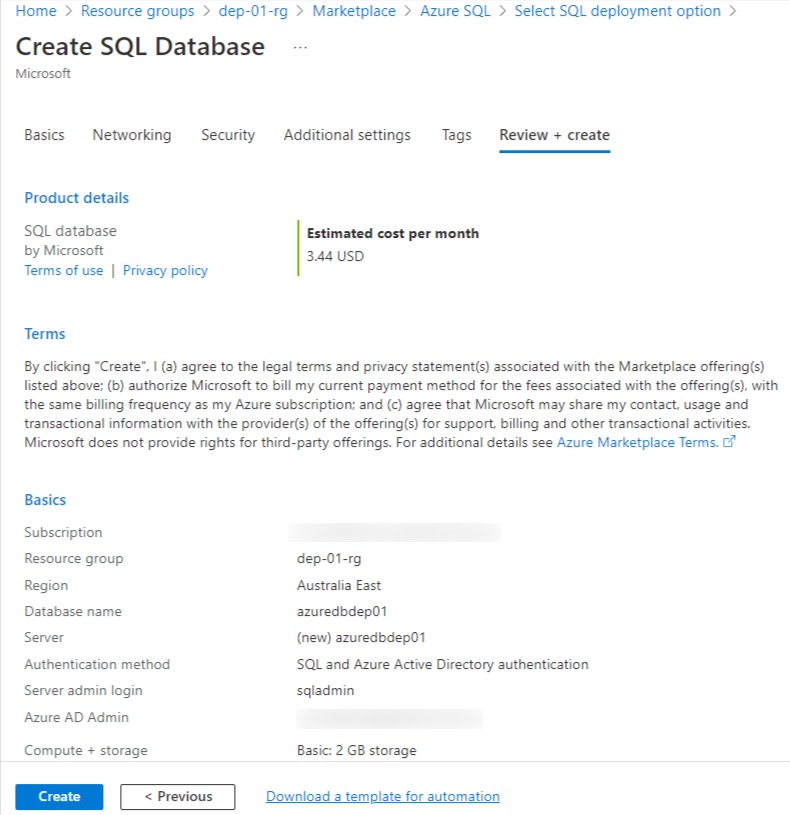 Home > Resource groups > dep-01-rg > Marketplace > Azure SQL > Select SQL deployment option >
Create SQL Database ...
Microsoft
Basics Networking Security Additional settings Tags Review + create
Product details
SQL database
by Microsoft
Terms of use | Privacy policy
Estimated cost per month
3.44 USD
Terms
By clicking "Create", I (a) agree to the legal terms and privacy statement(s) associated with the Marketplace offering(s)
listed above; (b) authorize Microsoft to bill my current payment method for the fees associated with the offering(s), with
the same billing frequency as my Azure subscription; and (c) agree that Microsoft may share my contact, usage and
transactional information with the provider(s) of the offering(s) for support, billing and other transactional activities.
Microsoft does not provide rights for third-party offerings. For additional details see Azure Marketplace Terms.
Basics
Subscription
Resource group dep-01-rg
Region Australia East
Database name azuredbdep01
Server (new) azuredbdep01
Authentication method SQL and Azure Active Directory authentication
Server admin login sqladmin
Azure AD Admin
Compute + storage Basic: 2 GB storage
Create < Previous Download a template for automation